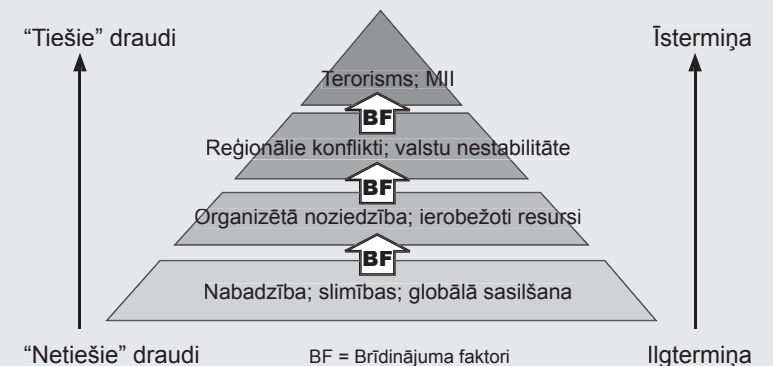 “Tiešie” draudi
Īstermiņa
Terorisms; MII
BF
Reģionālie konflikti; valstu nestabilitāte
BF
Organizētā noziedzība; ierobežoti resursi
BF
Nabadzība; slimības; globālā sasilšana
“Netiešie” draudi
BF = Brīdinājuma faktori
Ilgtermiņa